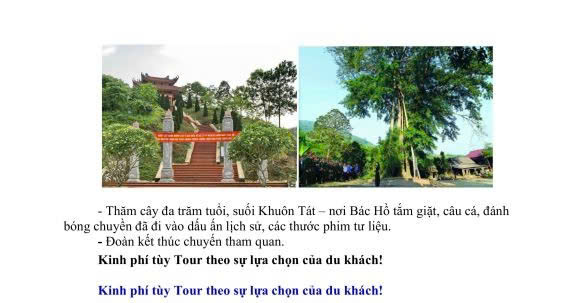 - Thăm cây đa trăm tuổi, suối Khuôn Tát – nơi Bác Hồ tắm giặt, câu cá, đánh
bóng chuyền đã đi vào dấu ấn lịch sử, các thước phim tư liệu.
- Đoàn kết thúc chuyến tham quan.
Kinh phí tùy Tour theo sự lựa chọn của du khách!
Kinh phí tùy Tour theo sự lựa chọn của du khách!